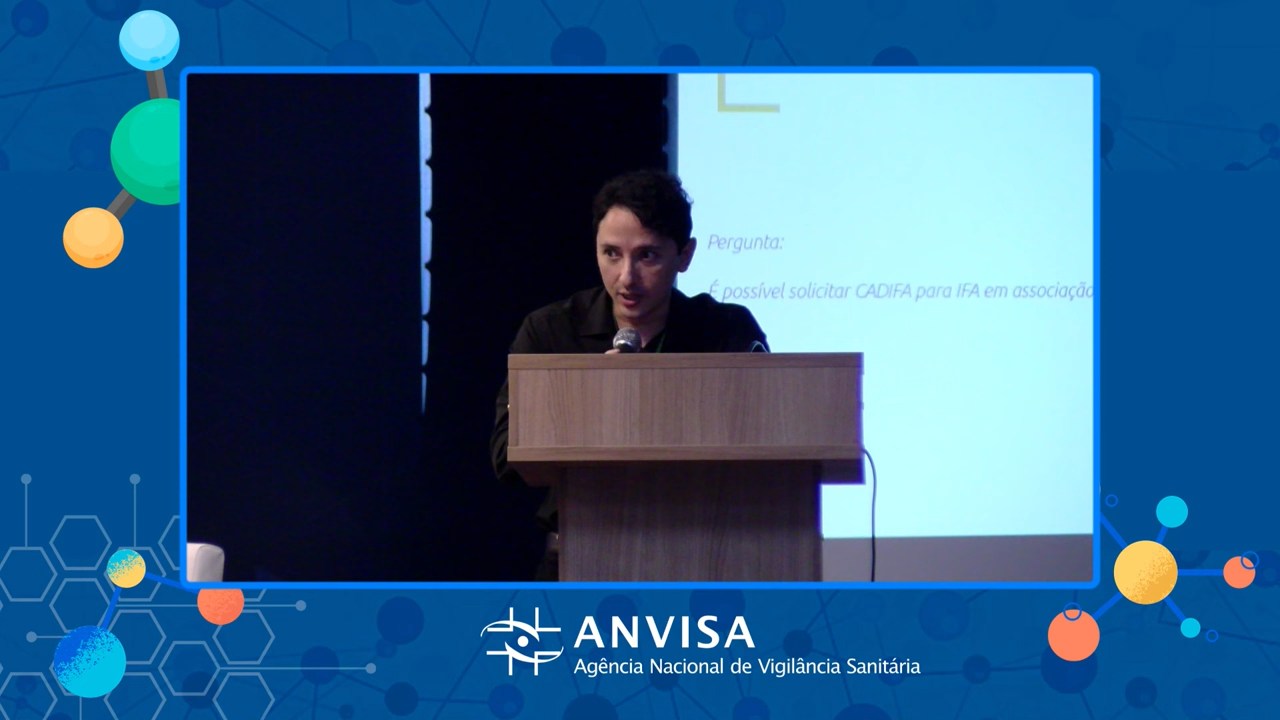 Pergunta:
É possível solicitar CADIFA para IFA em associação
ANVISA
Agência Nacional de Vigilância Sanitária